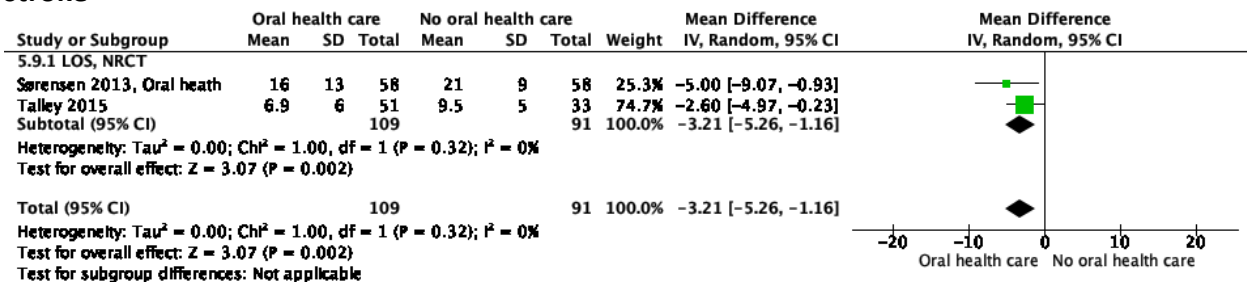 Oral health care No oral health care Mean Difference Mean Difference
Study or Subgroup Mean SD Total Mean SD Total Weight IV, Random, 95% CI IV, Random, 95% CI
5.9.1 LOS, NRCT
Sørensen 2013, Oral heath 16 13 58 21 9 58 25.3% −5.00 [−9.07, −0.93]
Talley 2015 6.9 6 51 9.5 5 33 74.7% −2.60 [−4.97, −0.23]
Subtotal (95% CI) 109 91 100.0% −3.21 [−5.26, −1.16]
Heterogeneity: Tau² = 0.00; Chi² = 1.00, df = 1 (P = 0.32); I² = 0%
Test for overall effect: Z = 3.07 (P = 0.002)
Total (95% CI) 109 91 100.0% −3.21 [−5.26, −1.16]
Heterogeneity: Tau² = 0.00; Chi² = 1.00, df = 1 (P = 0.32); I² = 0%
Test for overall effect: Z = 3.07 (P = 0.002)
Test for subgroup differences: Not applicable
−20 −10 0 10 20
Oral health care No oral health care